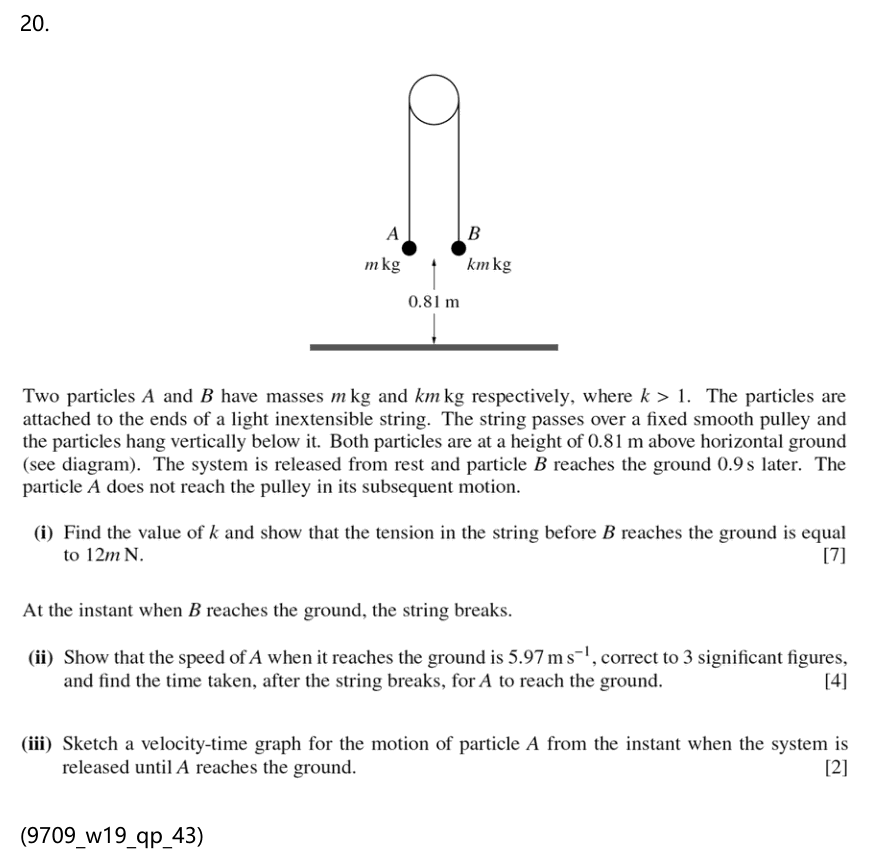 20.
A
B
m kg
km kg
0.81 m
Two particles A and B have masses m kg and km kg respectively, where k > 1. The particles are
attached to the ends of a light inextensible string. The string passes over a fixed smooth pulley and
the particles hang vertically below it. Both particles are at a height of 0.81 m above horizontal ground
(see diagram). The system is released from rest and particle B reaches the ground 0.9 s later. The
particle A does not reach the pulley in its subsequent motion.
(i) Find the value of k and show that the tension in the string before B reaches the ground is equal
to 12m N. [7]
At the instant when B reaches the ground, the string breaks.
(ii) Show that the speed of A when it reaches the ground is 5.97 m s⁻¹, correct to 3 significant figures,
and find the time taken, after the string breaks, for A to reach the ground. [4]
(iii) Sketch a velocity-time graph for the motion of particle A from the instant when the system is
released until A reaches the ground. [2]
(9709_w19_qp_43)